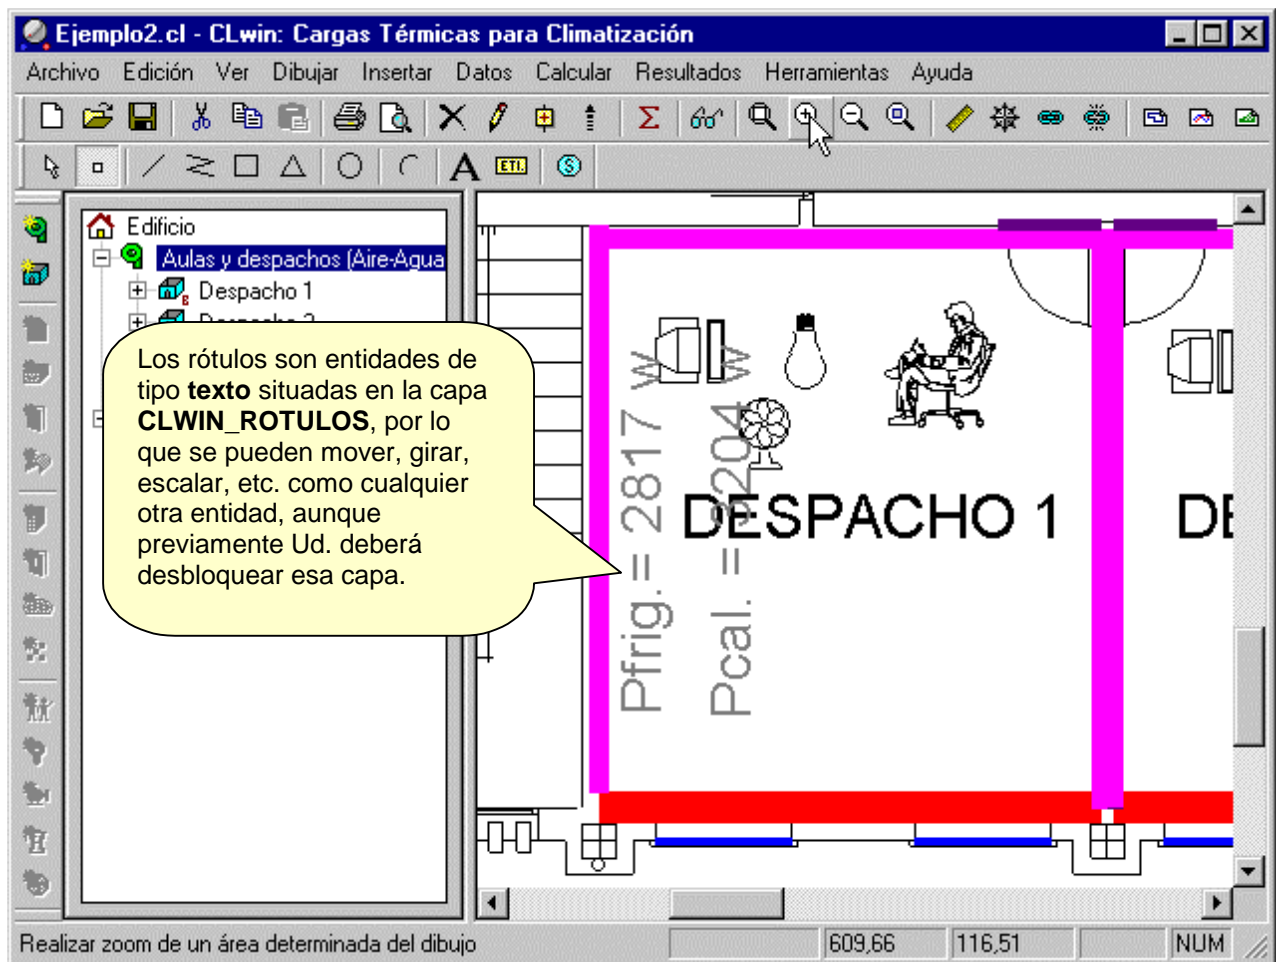 Ejemplo2.cl - CLwin: Cargas Térmicas para Climatización
Archivo Edición Ver Dibujar Insertar Datos Calcular Resultados Herramientas Ayuda
A ETI. S
Edificio
Aulas y despachos (Aire-Agua
Despacho 1
Los rótulos son entidades de
tipo texto situadas en la capa
CLWIN_ROTULOS, por lo
que se pueden mover, girar,
escalar, etc. como cualquier
otra entidad, aunque
previamente Ud. deberá
desbloquear esa capa.
Pfrig.= 2817 W
Pcal. = 3204 W
DESPACHO 1
DE
Realizar zoom de un área determinada del dibujo
609,66
116,51
NUM